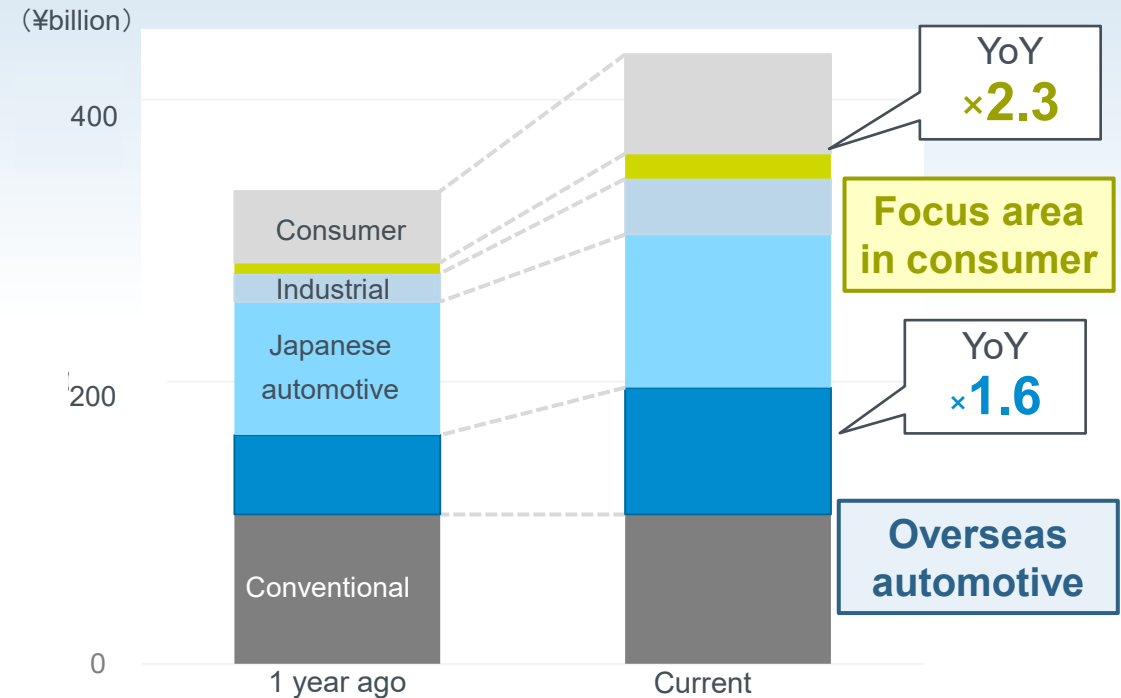 （¥billion）
400
200
0
Consumer
Industrial
Japanese
automotive
Conventional
1 year ago
Current
YoY
×2.3
Focus area
in consumer
YoY
×1.6
Overseas
automotive